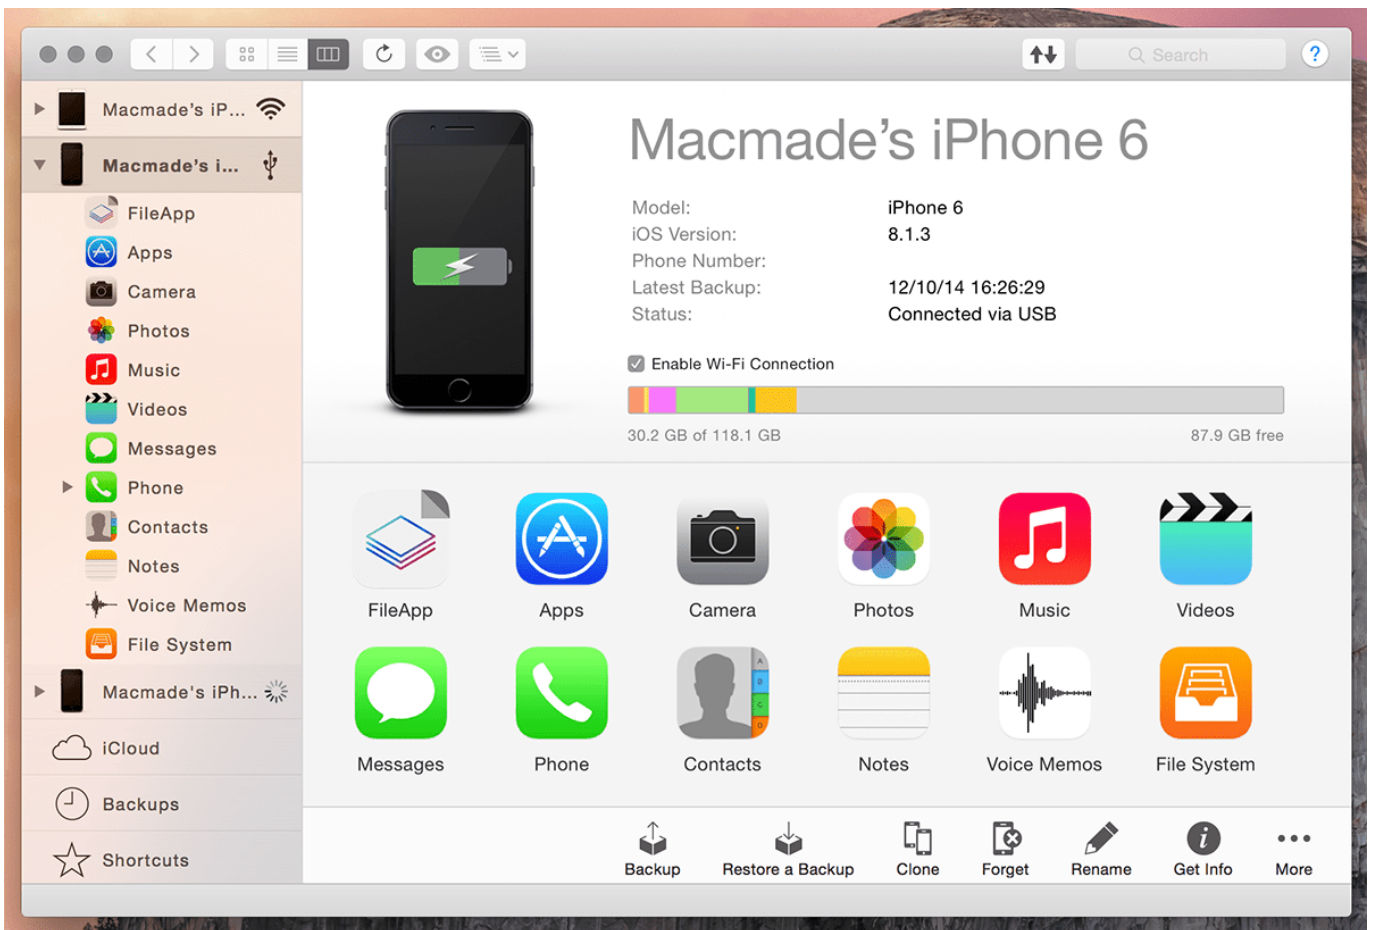 Search
?
Macmade's iP...
Macmade's i...
FileApp
Apps
Camera
Photos
Music
Videos
Messages
Phone
Contacts
Notes
Voice Memos
File System
Macmade's iPh...
iCloud
Backups
Shortcuts
Macmade's iPhone 6
Model: iPhone 6
iOS Version: 8.1.3
Phone Number:
Latest Backup: 12/10/14 16:26:29
Status: Connected via USB
Enable Wi-Fi Connection
30.2 GB of 118.1 GB 87.9 GB free
FileApp Apps Camera Photos Music Videos
A
B
C
D
Messages Phone Contacts Notes Voice Memos File System
Backup Restore a Backup Clone Forget Rename Get Info More